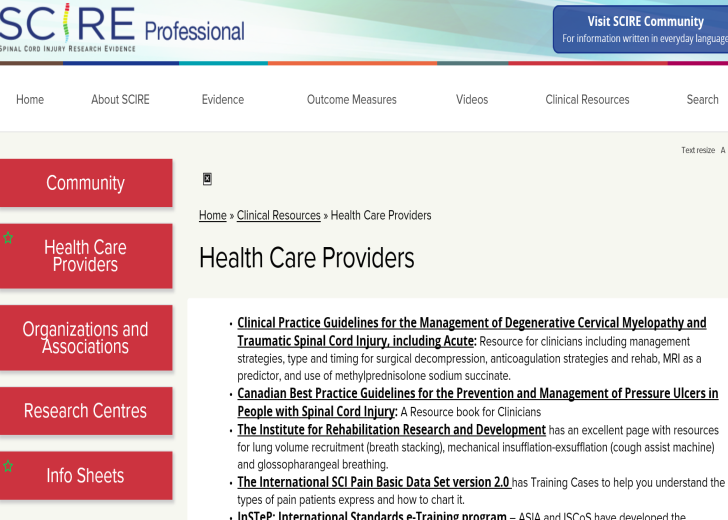 SCIRE Professional
SPINAL CORD INJURY RESEARCH EVIDENCE
Visit SCIRE Community
For information written in everyday language
Home About SCIRE Evidence Outcome Measures Videos Clinical Resources Search
Text resize A
Community
Health Care
Providers
Organizations and
Associations
Research Centres
Info Sheets
Home » Clinical Resources » Health Care Providers
Health Care Providers
• Clinical Practice Guidelines for the Management of Degenerative Cervical Myelopathy and
Traumatic Spinal Cord Injury, including Acute: Resource for clinicians including management
strategies, type and timing for surgical decompression, anticoagulation strategies and rehab, MRI as a
predictor, and use of methylprednisolone sodium succinate.
• Canadian Best Practice Guidelines for the Prevention and Management of Pressure Ulcers in
People with Spinal Cord Injury: A Resource book for Clinicians
• The Institute for Rehabilitation Research and Development has an excellent page with resources
for lung volume recruitment (breath stacking), mechanical insufflation-exsufflation (cough assist machine)
and glossopharangeal breathing.
• The International SCI Pain Basic Data Set version 2.0 has Training Cases to help you understand the
types of pain patients express and how to chart it.
• InSTeP: International Standards e-Training program – ASIA and ISCoS have developed the